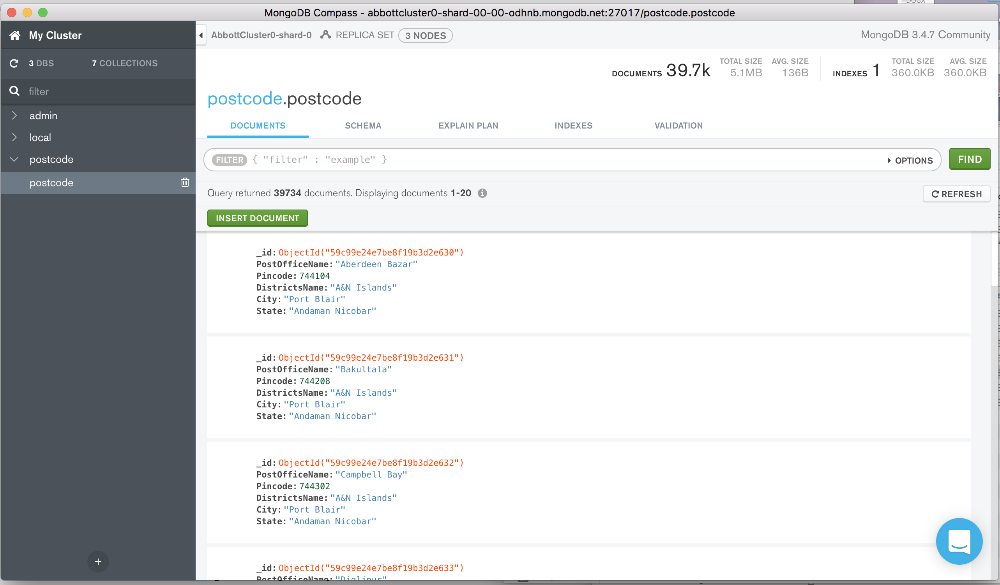 MongoDB Compass - abbottcluster0-shard-00-00-odhnb.mongodb.net:27017/postcode.postcode
My Cluster
AbbottCluster0-shard-0 REPLICA SET 3 NODES
MongoDB 3.4.7 Community
3 DBS 7 COLLECTIONS
filter
admin
local
postcode
postcode
DOCUMENTS 39.7k TOTAL SIZE 5.1MB AVG. SIZE 136B
INDEXES 1 TOTAL SIZE 360.0KB AVG. SIZE 360.0KB
postcode.postcode
DOCUMENTS SCHEMA EXPLAIN PLAN INDEXES VALIDATION
FILTER { "filter" : "example" } OPTIONS FIND
Query returned 39734 documents. Displaying documents 1-20 REFRESH
INSERT DOCUMENT
_id: ObjectId("59c99e24e7be8f19b3d2e630")
PostOfficeName: "Aberdeen Bazar"
Pincode: 744104
DistrictsName: "A&N Islands"
City: "Port Blair"
State: "Andaman Nicobar"
_id: ObjectId("59c99e24e7be8f19b3d2e631")
PostOfficeName: "Bakultala"
Pincode: 744208
DistrictsName: "A&N Islands"
City: "Port Blair"
State: "Andaman Nicobar"
_id: ObjectId("59c99e24e7be8f19b3d2e632")
PostOfficeName: "Campbell Bay"
Pincode: 744302
DistrictsName: "A&N Islands"
City: "Port Blair"
State: "Andaman Nicobar"
_id: ObjectId("59c99e24e7be8f19b3d2e633")
PostOfficeName: "Diglipur"